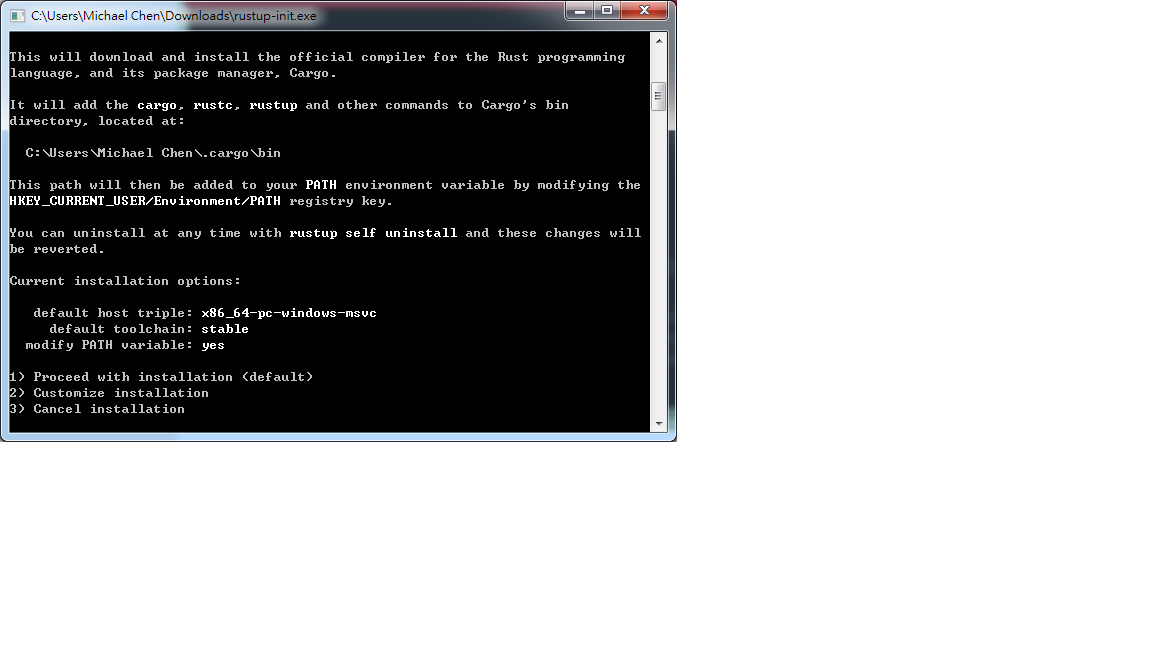 C:\Users\Michael Chen\Downloads\rustup-init.exe
This will download and install the official compiler for the Rust programming
language, and its package manager, Cargo.
It will add the cargo, rustc, rustup and other commands to Cargo's bin
directory, located at:
C:\Users\Michael Chen\.cargo\bin
This path will then be added to your PATH environment variable by modifying the
HKEY_CURRENT_USER/Environment/PATH registry key.
You can uninstall at any time with rustup self uninstall and these changes will
be reverted.
Current installation options:
default host triple: x86_64-pc-windows-msvc
default toolchain: stable
modify PATH variable: yes
1) Proceed with installation (default)
2) Customize installation
3) Cancel installation